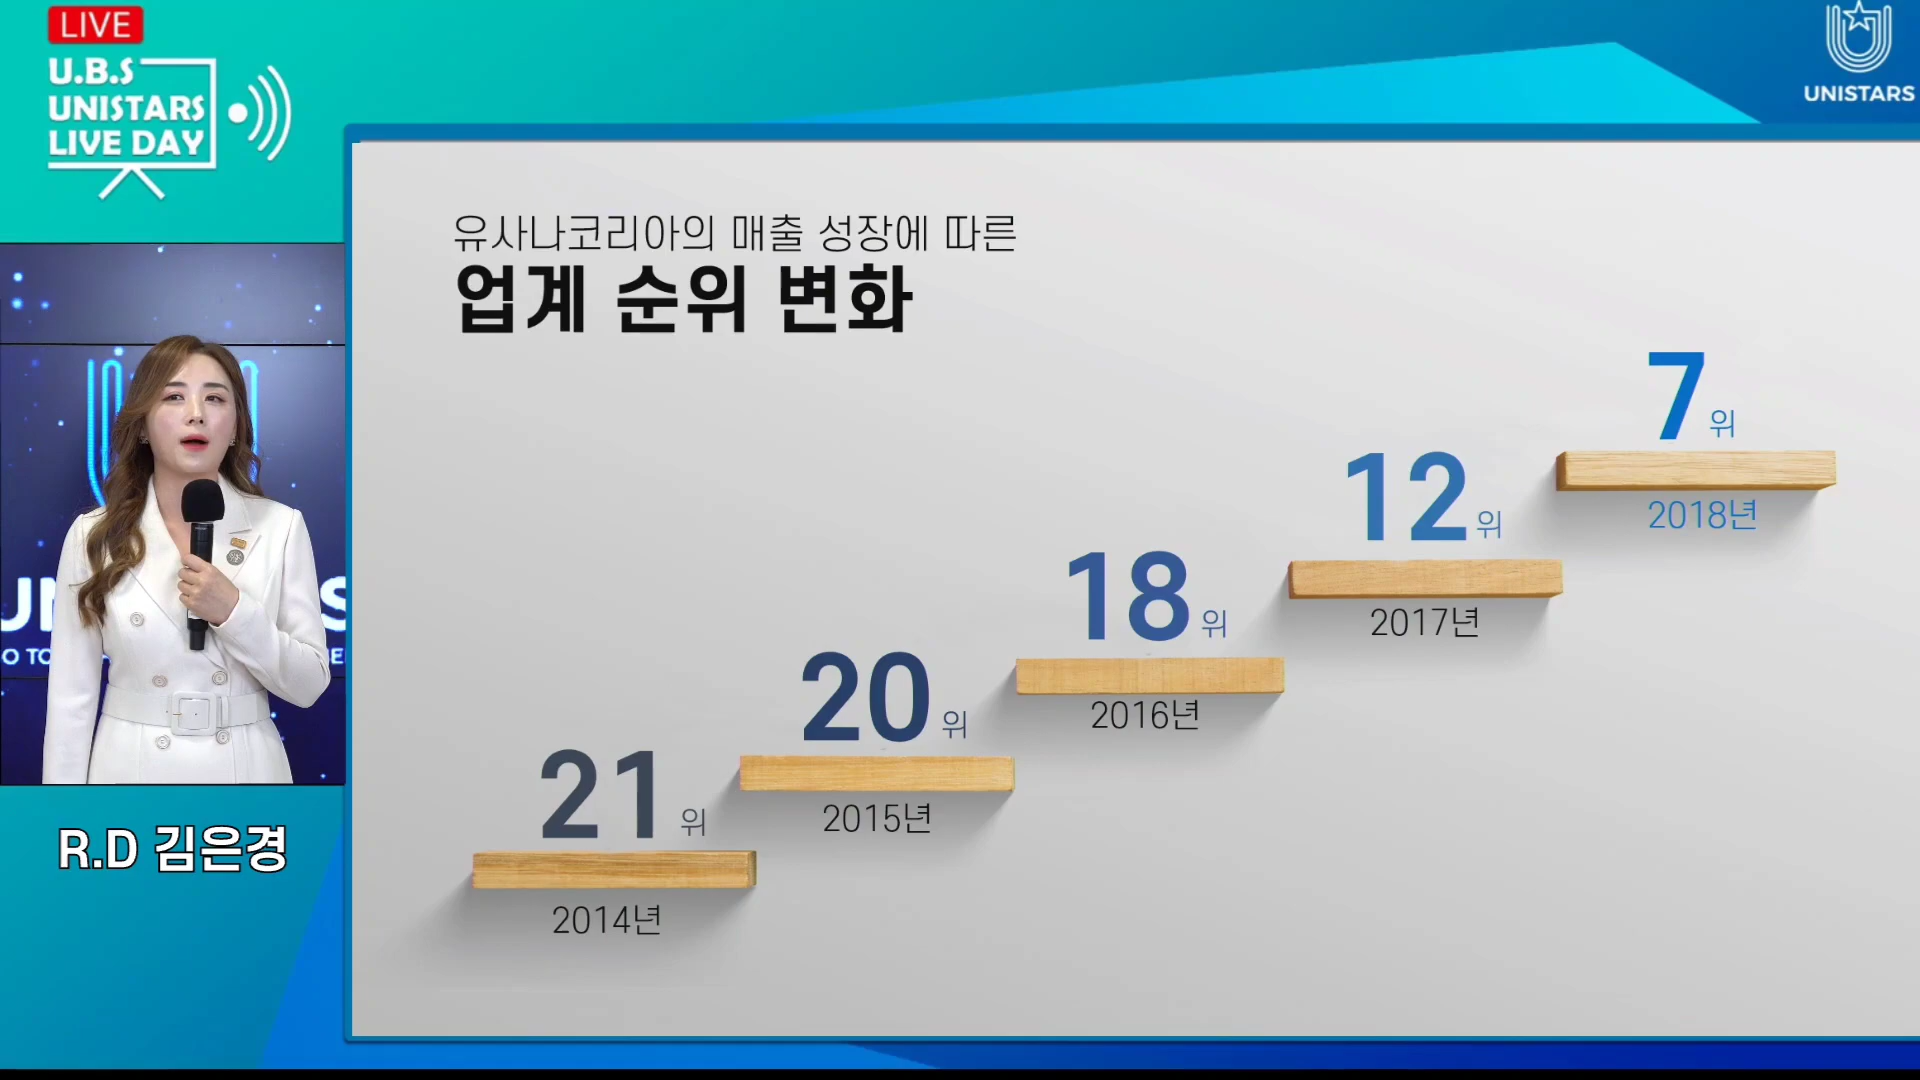 LIVE
U.B.S
UNISTARS
LIVE DAY
UNISTARS
유사나코리아의 매출 성장에 따른
업계 순위 변화
7위
2018년
12위
2017년
18위
2016년
20위
2015년
21위
2014년
R.D 김은경